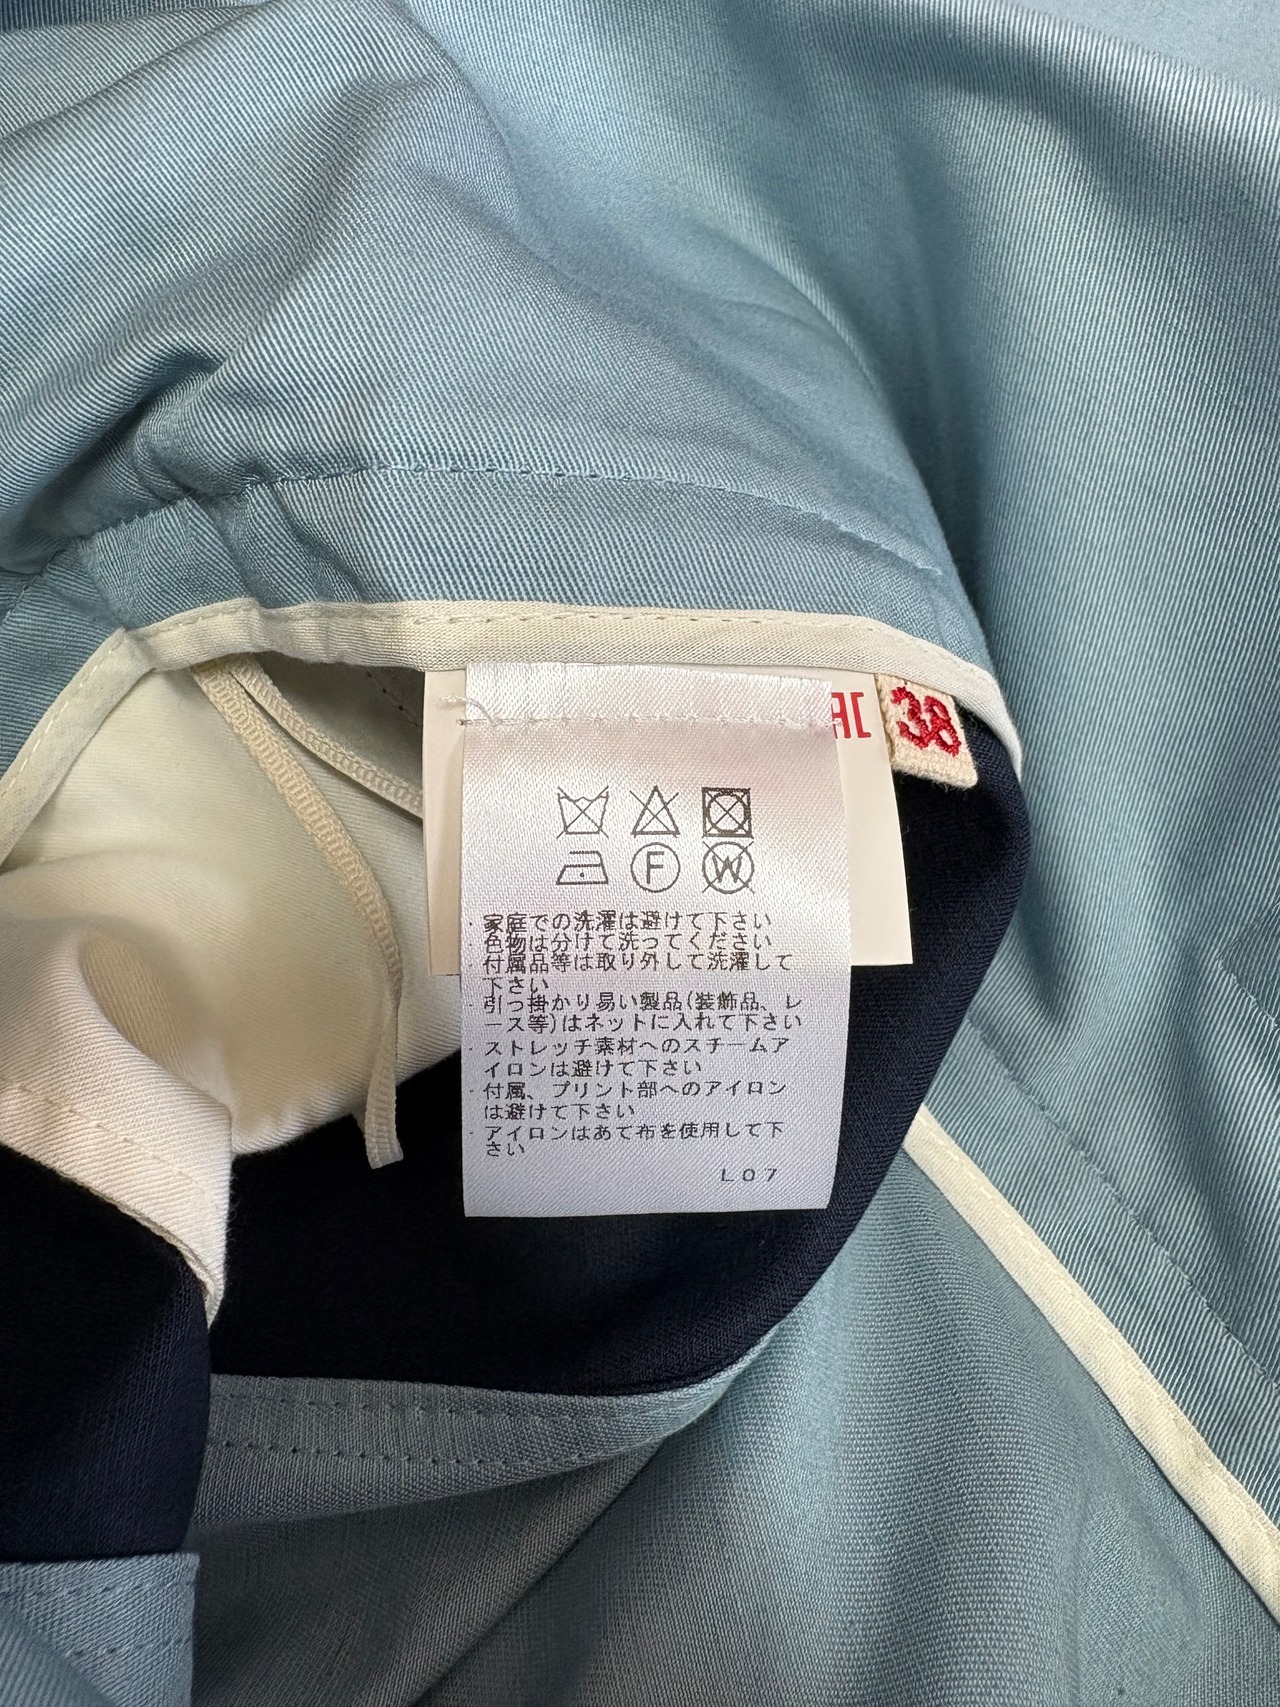 38
F
W
・家庭での洗濯は避けて下さい
・色物は分けて洗ってください
・付属品等は取り外して洗濯して
下さい
・引っ掛かり易い製品(装飾品、レ
ース等)はネットに入れて下さい
・ストレッチ素材へのスチームア
イロンは避けて下さい
・付属、プリント部へのアイロン
は避けて下さい
・アイロンはあて布を使用して下
さい
L07